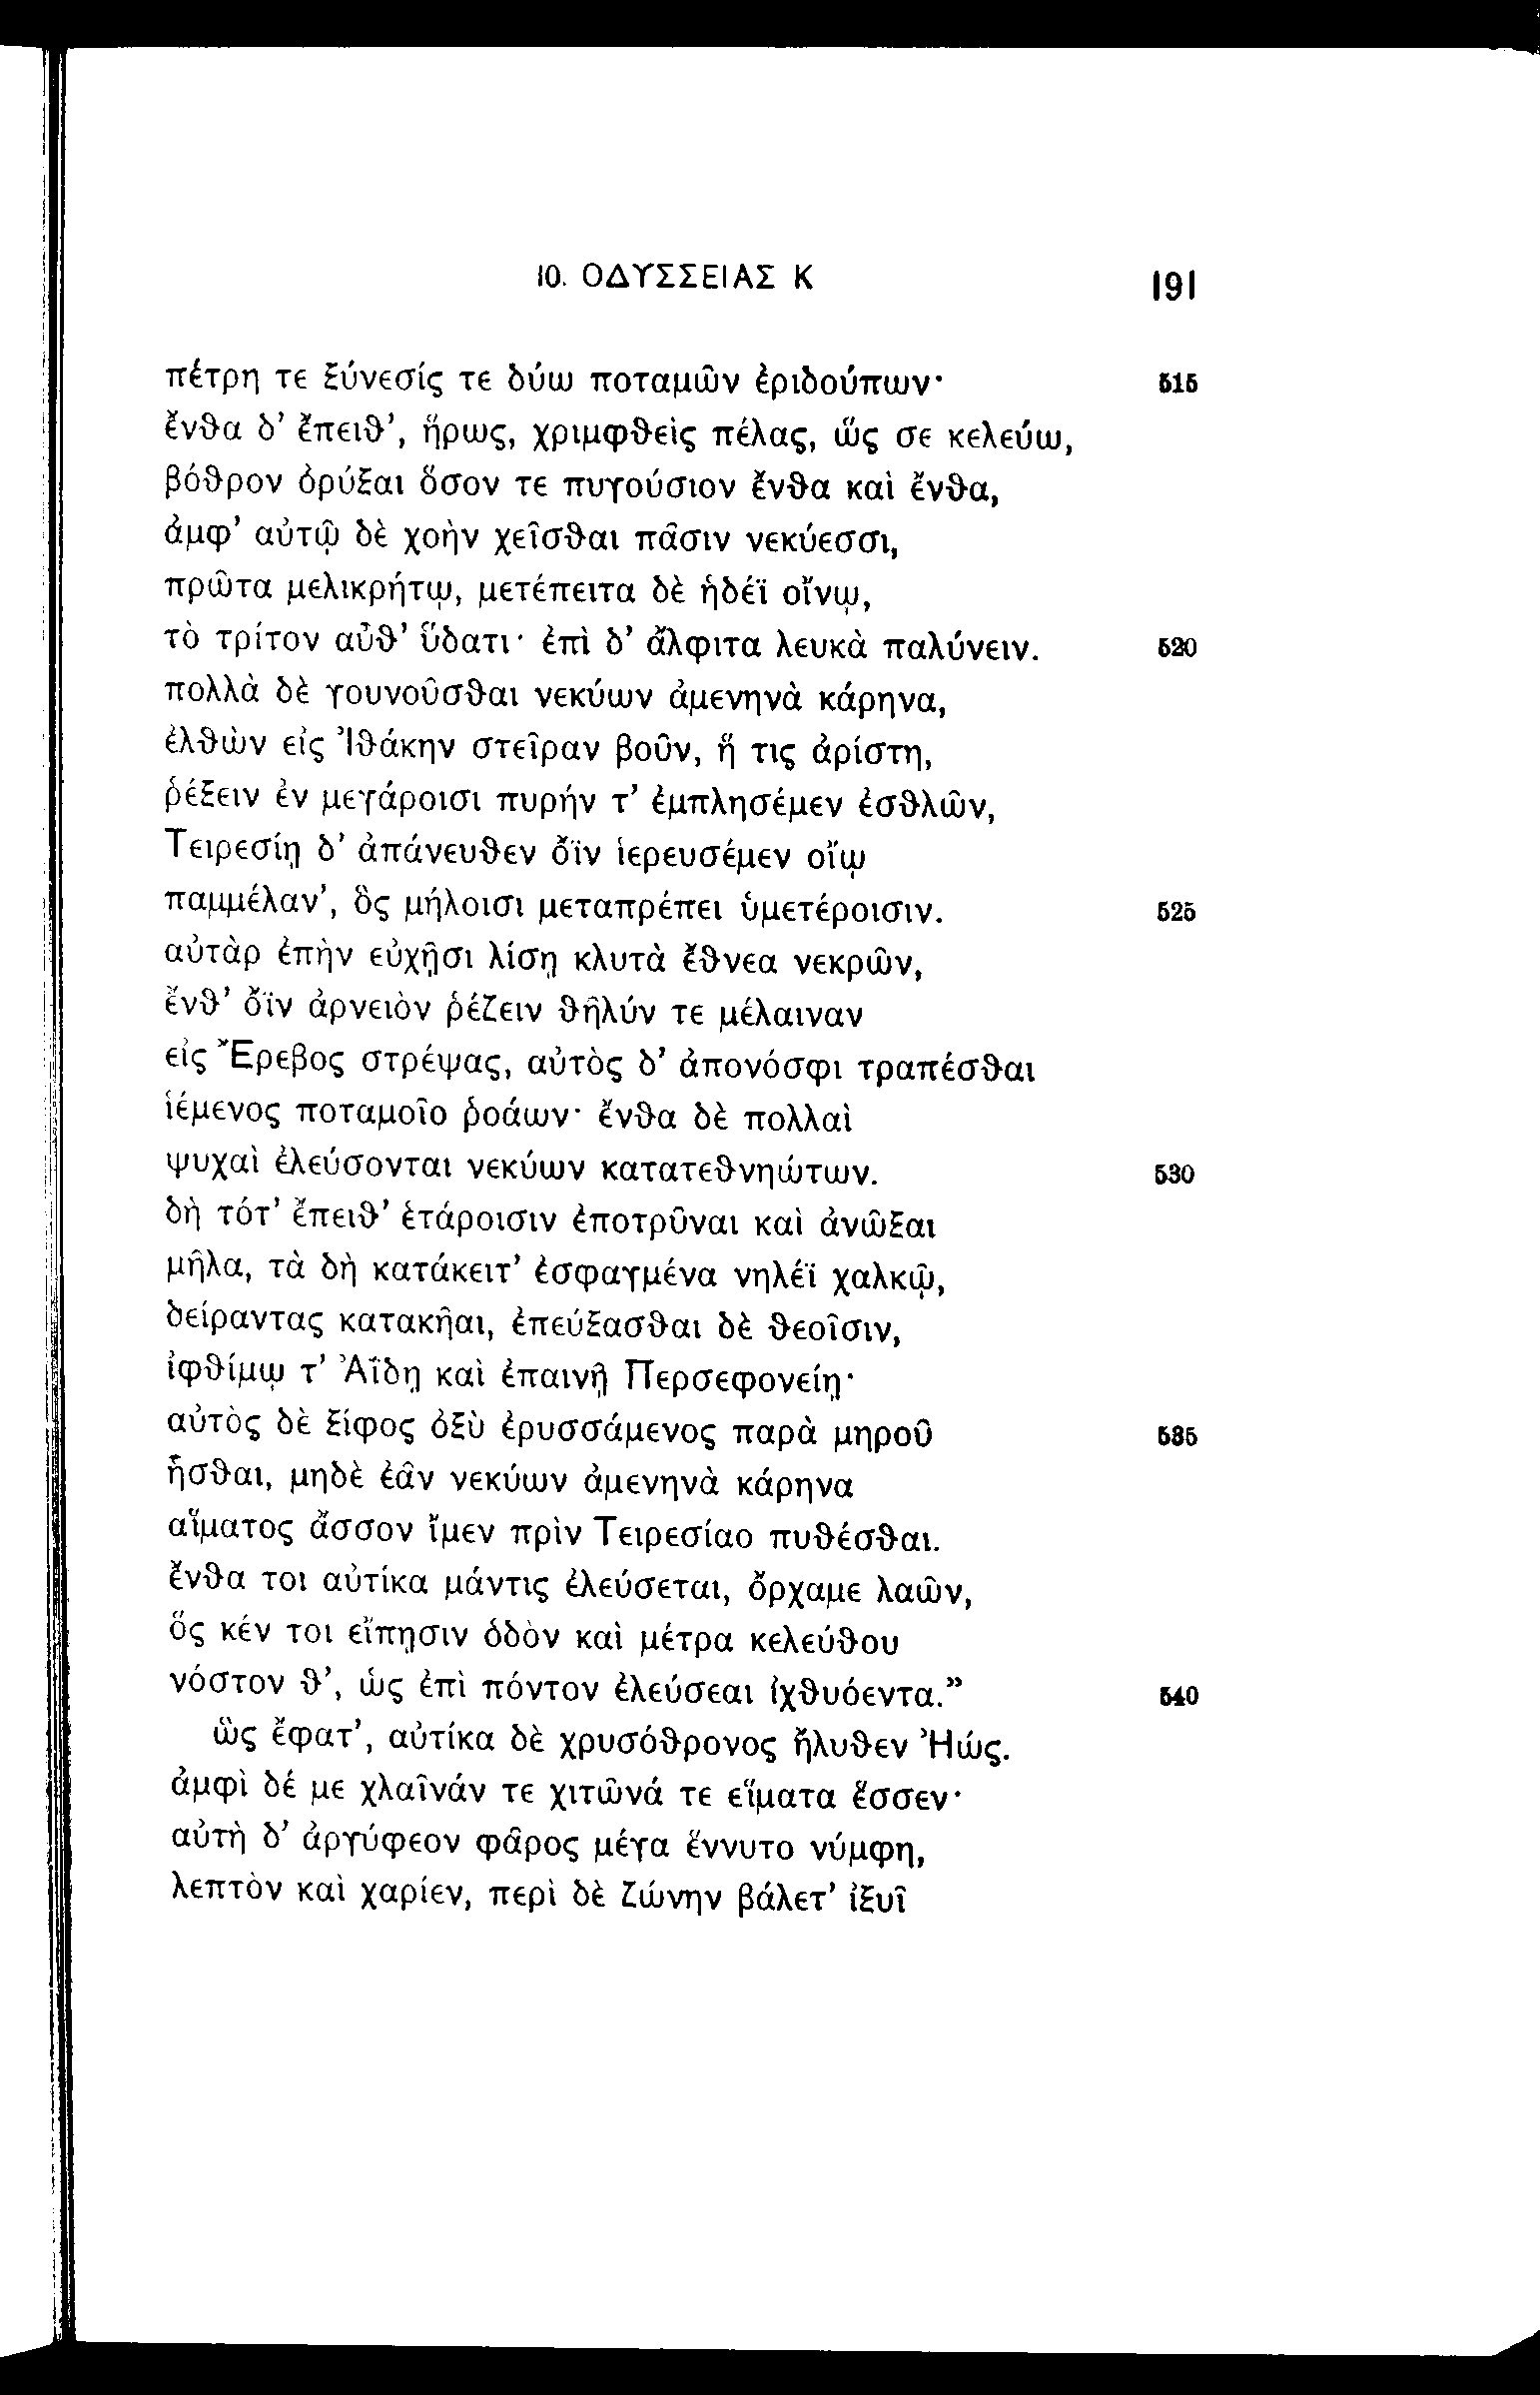 10. ΟΔΥΣΣΕΙΑΣ Κ 191
πέτρη τε ξύνεσίς τε δύω ποταμῶν ἐριδούπων· 515
ἔνθα δ’ ἔπειθ’, ἥρως, χριμφθεὶς πέλας, ὥς σε κελεύω,
βόθρον ὀρύξαι ὅσον τε πυγούσιον ἔνθα καὶ ἔνθα,
ἀμφ’ αὐτῷ δὲ χοὴν χεῖσθαι πᾶσιν νεκύεσσι,
πρῶτα μελικρήτῳ, μετέπειτα δὲ ἡδέϊ οἴνῳ,
τὸ τρίτον αὖθ’ ὕδατι· ἐπὶ δ’ ἄλφιτα λευκὰ παλύνειν. 520
πολλὰ δὲ γουνοῦσθαι νεκύων ἀμενηνὰ κάρηνα,
ἐλθὼν εἰς Ἰθάκην στεῖραν βοῦν, ἥ τις ἀρίστη,
ῥέξειν ἐν μεγάροισι πυρήν τ’ ἐμπλησέμεν ἐσθλῶν,
Τειρεσίῃ δ’ ἀπάνευθεν ὄϊν ἱερευσέμεν οἴῳ
παμμέλαν’, ὃς μήλοισι μεταπρέπει ὑμετέροισιν. 525
αὐτὰρ ἐπὴν εὐχῇσι λίσῃ κλυτὰ ἔθνεα νεκρῶν,
ἔνθ’ ὄϊν ἀρνειὸν ῥέζειν θῆλύν τε μέλαιναν
εἰς Ἔρεβος στρέψας, αὐτὸς δ’ ἀπονόσφι τραπέσθαι
ἱέμενος ποταμοῖο ῥοάων· ἔνθα δὲ πολλαὶ
ψυχαὶ ἐλεύσονται νεκύων κατατεθνηώτων. 530
δὴ τότ’ ἔπειθ’ ἑτάροισιν ἐποτρῦναι καὶ ἀνῶξαι
μῆλα, τὰ δὴ κατάκειτ’ ἐσφαγμένα νηλέϊ χαλκῷ,
δείραντας κατακῆαι, ἐπεύξασθαι δὲ θεοῖσιν,
ἰφθίμῳ τ’ Ἀΐδῃ καὶ ἐπαινῇ Περσεφονείῃ·
αὐτὸς δὲ ξίφος ὀξὺ ἐρυσσάμενος παρὰ μηροῦ 535
ἧσθαι, μηδὲ ἐᾶν νεκύων ἀμενηνὰ κάρηνα
αἵματος ἄσσον ἴμεν πρὶν Τειρεσίαο πυθέσθαι.
ἔνθα τοι αὐτίκα μάντις ἐλεύσεται, ὄρχαμε λαῶν,
ὅς κέν τοι εἴπῃσιν ὁδὸν καὶ μέτρα κελεύθου
νόστον θ’, ὡς ἐπὶ πόντον ἐλεύσεαι ἰχθυόεντα.” 540
ὣς ἔφατ’, αὐτίκα δὲ χρυσόθρονος ἤλυθεν Ἠώς.
ἀμφὶ δέ με χλαῖνάν τε χιτῶνά τε εἵματα ἕσσεν·
αὐτὴ δ’ ἀργύφεον φᾶρος μέγα ἕννυτο νύμφη,
λεπτὸν καὶ χαρίεν, περὶ δὲ ζώνην βάλετ’ ἰξυῖ